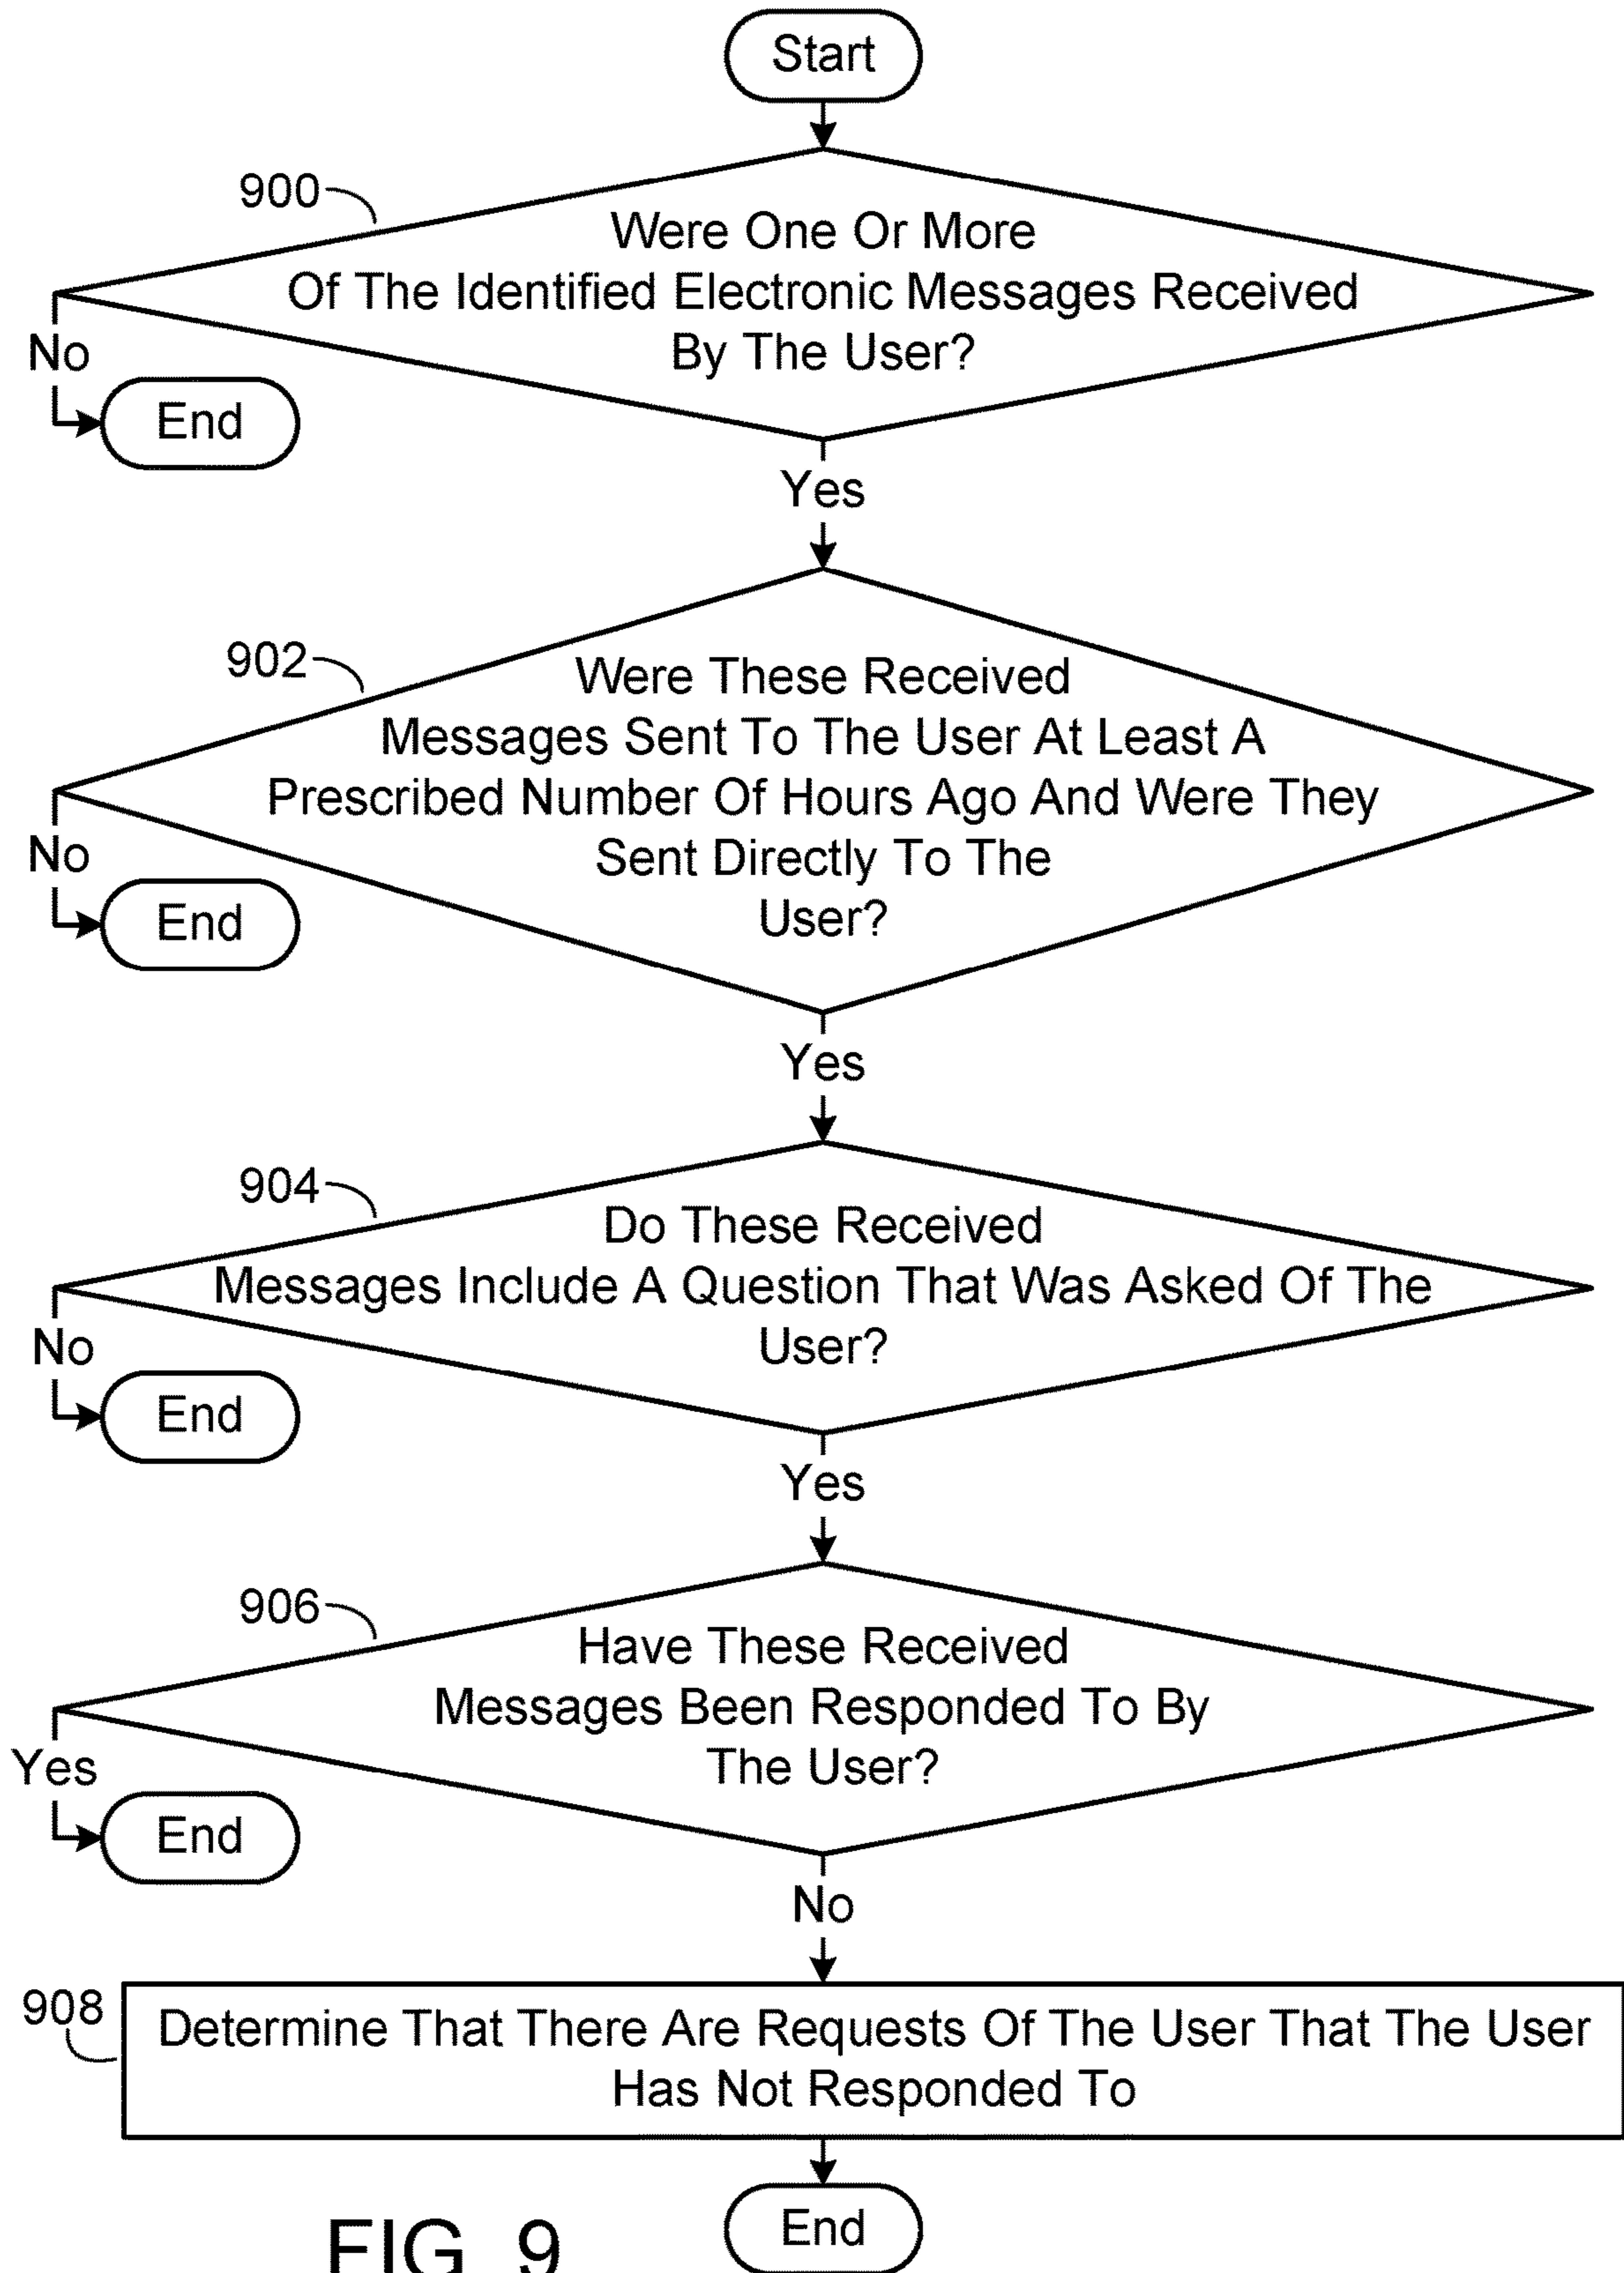 Start
900
Were One Or More
Of The Identified Electronic Messages Received
By The User?
No
End
Yes
902
Were These Received
Messages Sent To The User At Least A
Prescribed Number Of Hours Ago And Were They
Sent Directly To The
User?
No
End
Yes
904
Do These Received
Messages Include A Question That Was Asked Of The
User?
No
End
Yes
906
Have These Received
Messages Been Responded To By
The User?
Yes
End
No
908
Determine That There Are Requests Of The User That The User
Has Not Responded To
End
FIG. 9